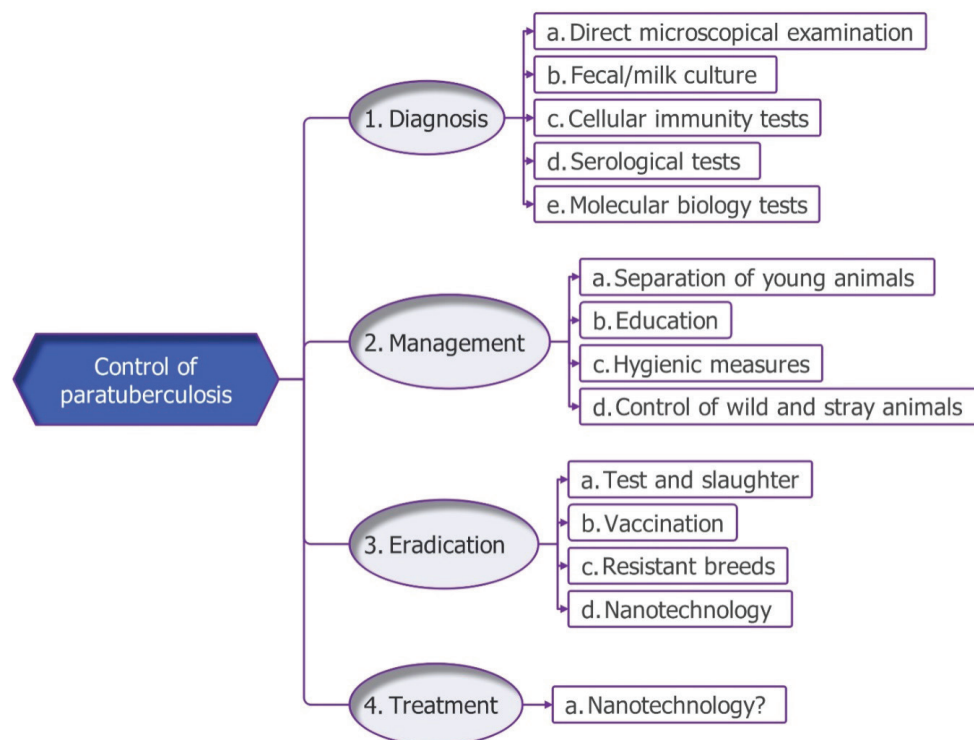 Control of
paratuberculosis
1. Diagnosis
a. Direct microscopical examination
b. Fecal/milk culture
c. Cellular immunity tests
d. Serological tests
e. Molecular biology tests
2. Management
a. Separation of young animals
b. Education
c. Hygienic measures
d. Control of wild and stray animals
3. Eradication
a. Test and slaughter
b. Vaccination
c. Resistant breeds
d. Nanotechnology
4. Treatment
a. Nanotechnology?